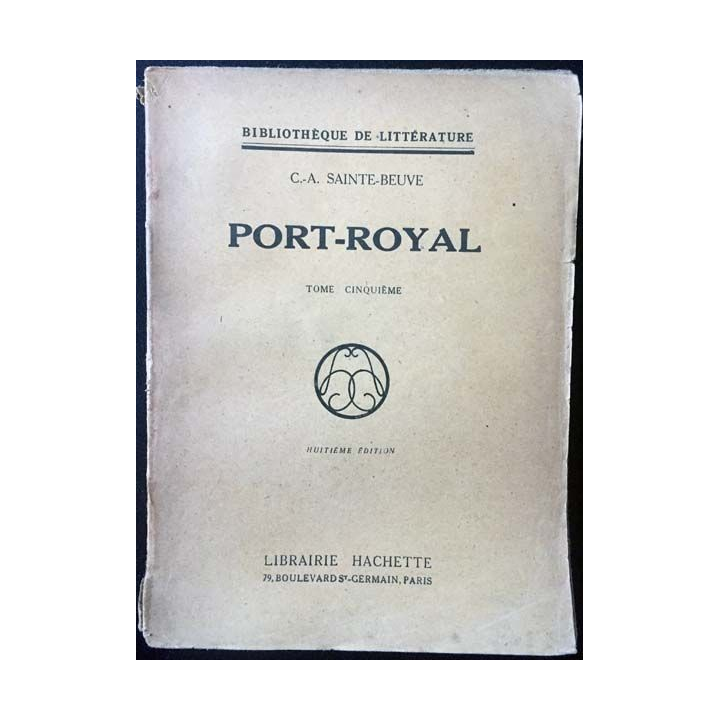 BIBLIOTHÈQUE DE LITTÉRATURE
C.-A. SAINTE-BEUVE
PORT-ROYAL
TOME CINQUIÈME
HUITIÈME ÉDITION
LIBRAIRIE HACHETTE
79, BOULEVARD ST-GERMAIN, PARIS